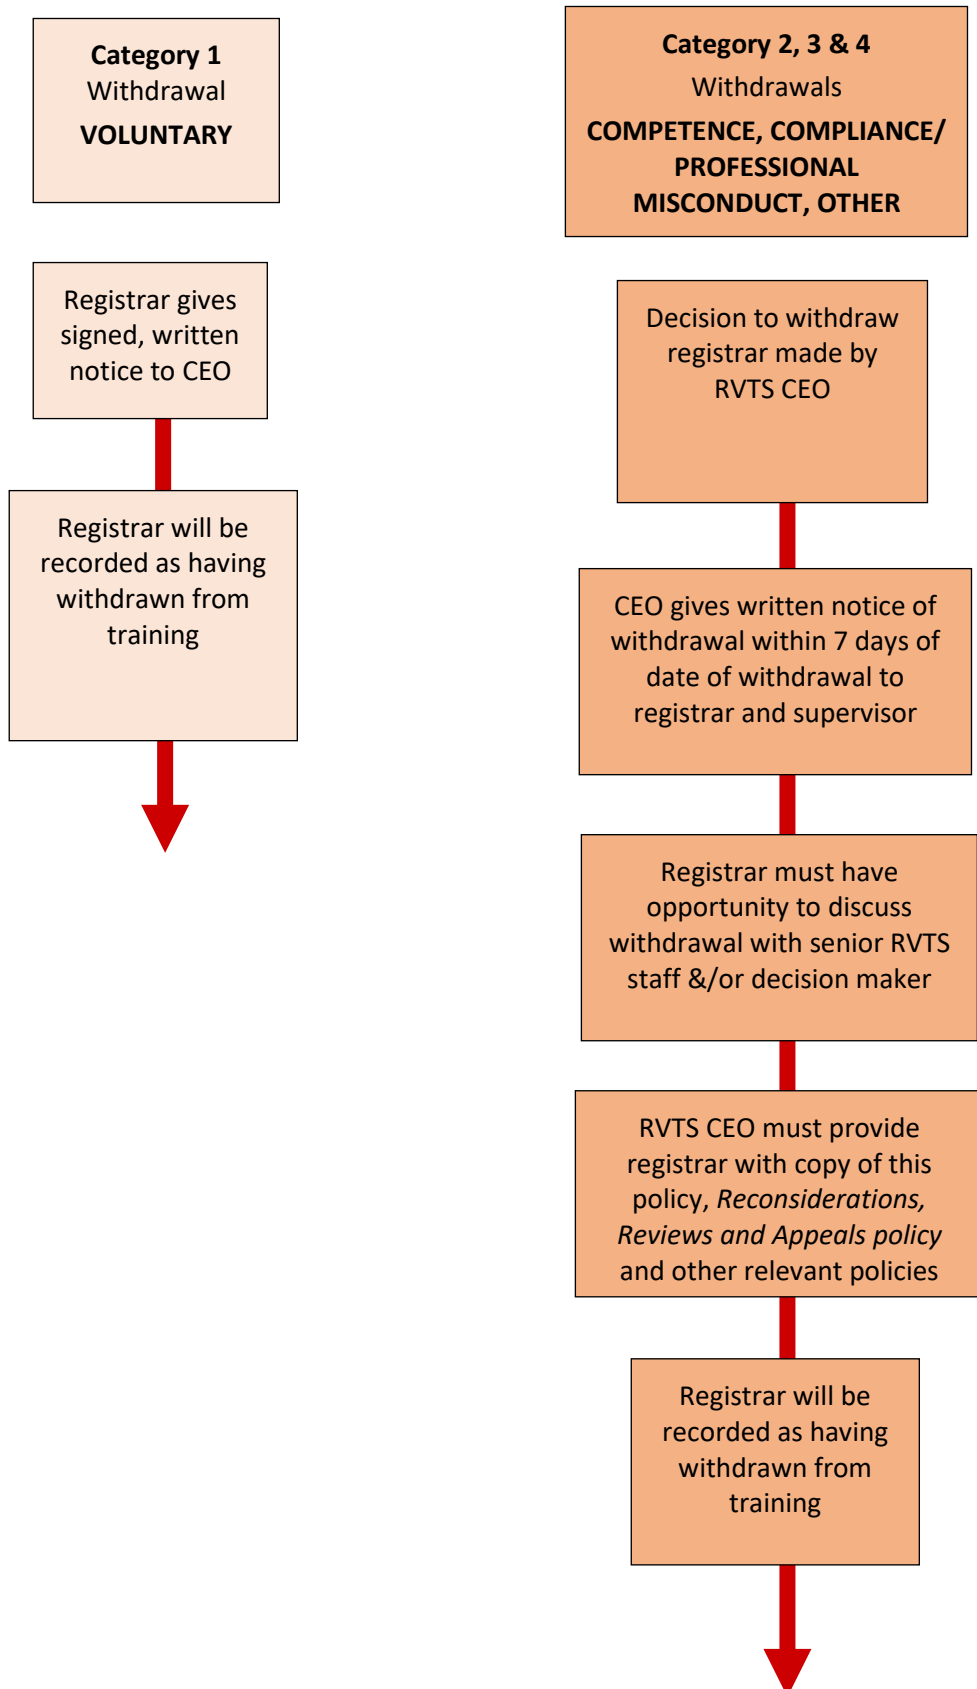 Category 1
Withdrawal
VOLUNTARY
Registrar gives
signed, written
notice to CEO
Registrar will be
recorded as having
withdrawn from
training
Category 2, 3 & 4
Withdrawals
COMPETENCE, COMPLIANCE/
PROFESSIONAL
MISCONDUCT, OTHER
Decision to withdraw
registrar made by
RVTS CEO
CEO gives written notice of
withdrawal within 7 days of
date of withdrawal to
registrar and supervisor
Registrar must have
opportunity to discuss
withdrawal with senior RVTS
staff &/or decision maker
RVTS CEO must provide
registrar with copy of this
policy, Reconsiderations,
Reviews and Appeals policy
and other relevant policies
Registrar will be
recorded as having
withdrawn from
training